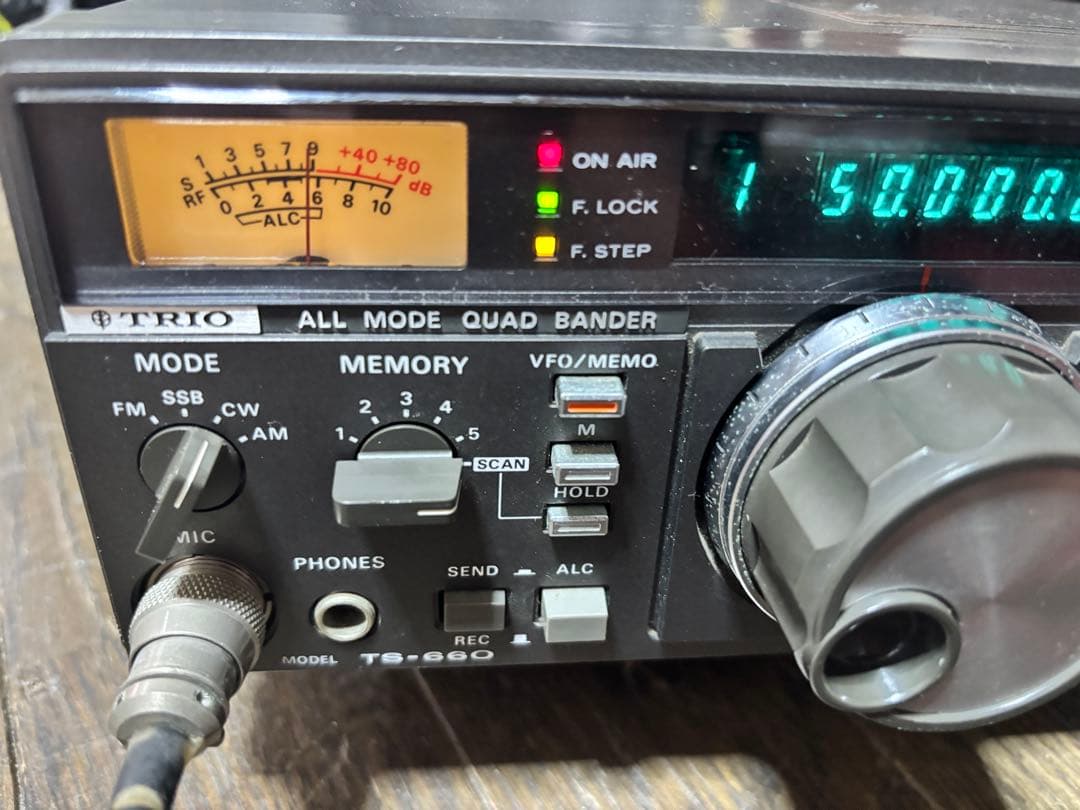 1 3 5 7 9 +40 +80
S
RF
dB
0 2 4 6 8 10
ALC
ON AIR
F. LOCK
F. STEP
1 50.000.
TRIO
ALL MODE QUAD BANDER
MODE
FM SSB CW AM
MEMORY
1 2 3 4 5
SCAN
VFO/MEMO
M
HOLD
MIC
PHONES
SEND
REC
ALC
MODEL TS-660